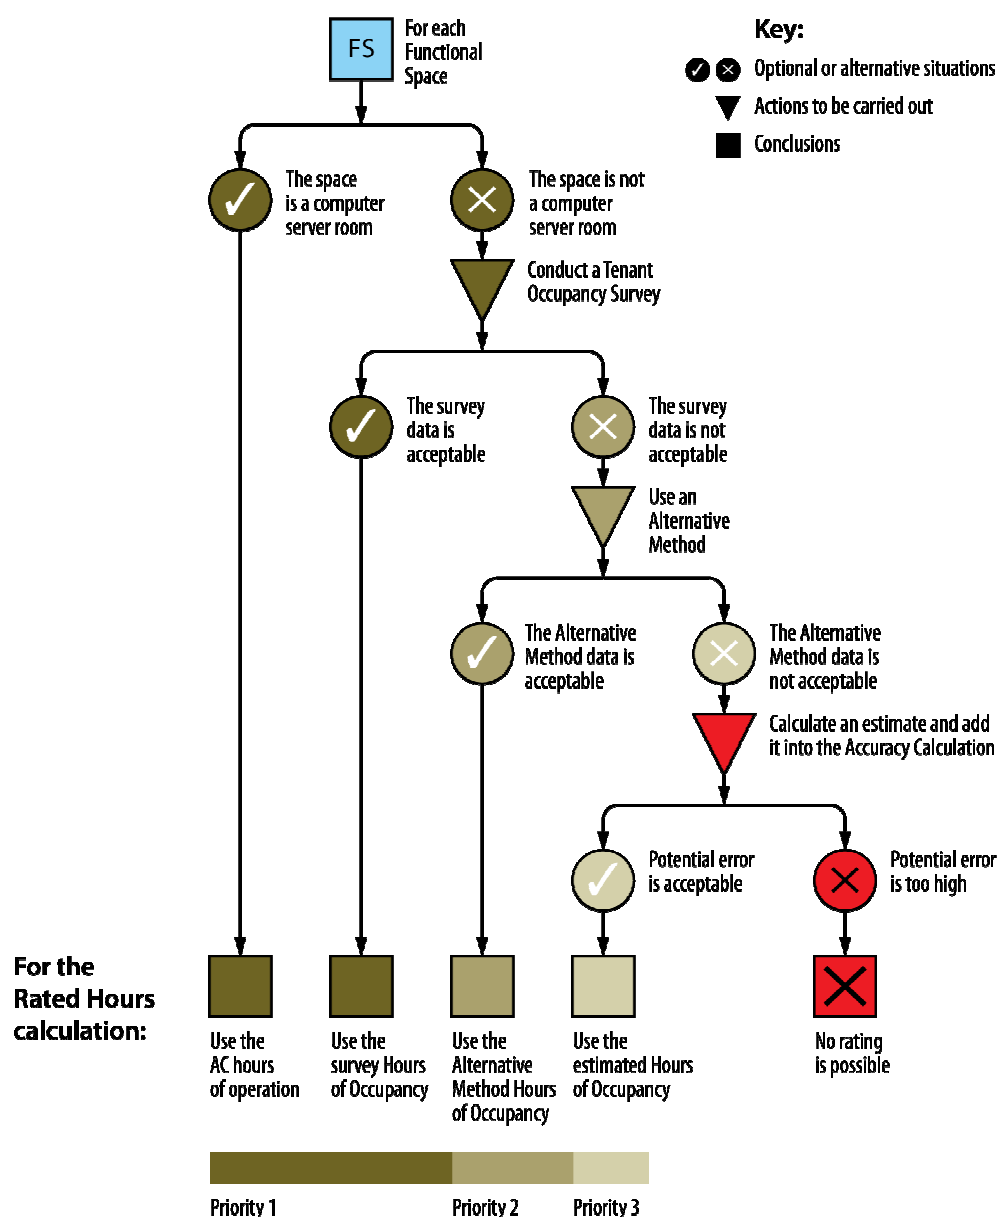 FS
For each
Functional
Space
Key:
Optional or alternative situations
Actions to be carried out
Conclusions
The space
is a computer
server room
The space is not
a computer
server room
Conduct a Tenant
Occupancy Survey
The survey
data is
acceptable
The survey
data is not
acceptable
Use an
Alternative
Method
The Alternative
Method data is
acceptable
The Alternative
Method data is
not acceptable
Calculate an estimate and add
it into the Accuracy Calculation
Potential error
is acceptable
Potential error
is too high
For the
Rated Hours
calculation:
Use the
AC hours
of operation
Use the
survey Hours
of Occupancy
Use the
Alternative
Method Hours
of Occupancy
Use the
estimated Hours
of Occupancy
No rating
is possible
Priority 1
Priority 2
Priority 3